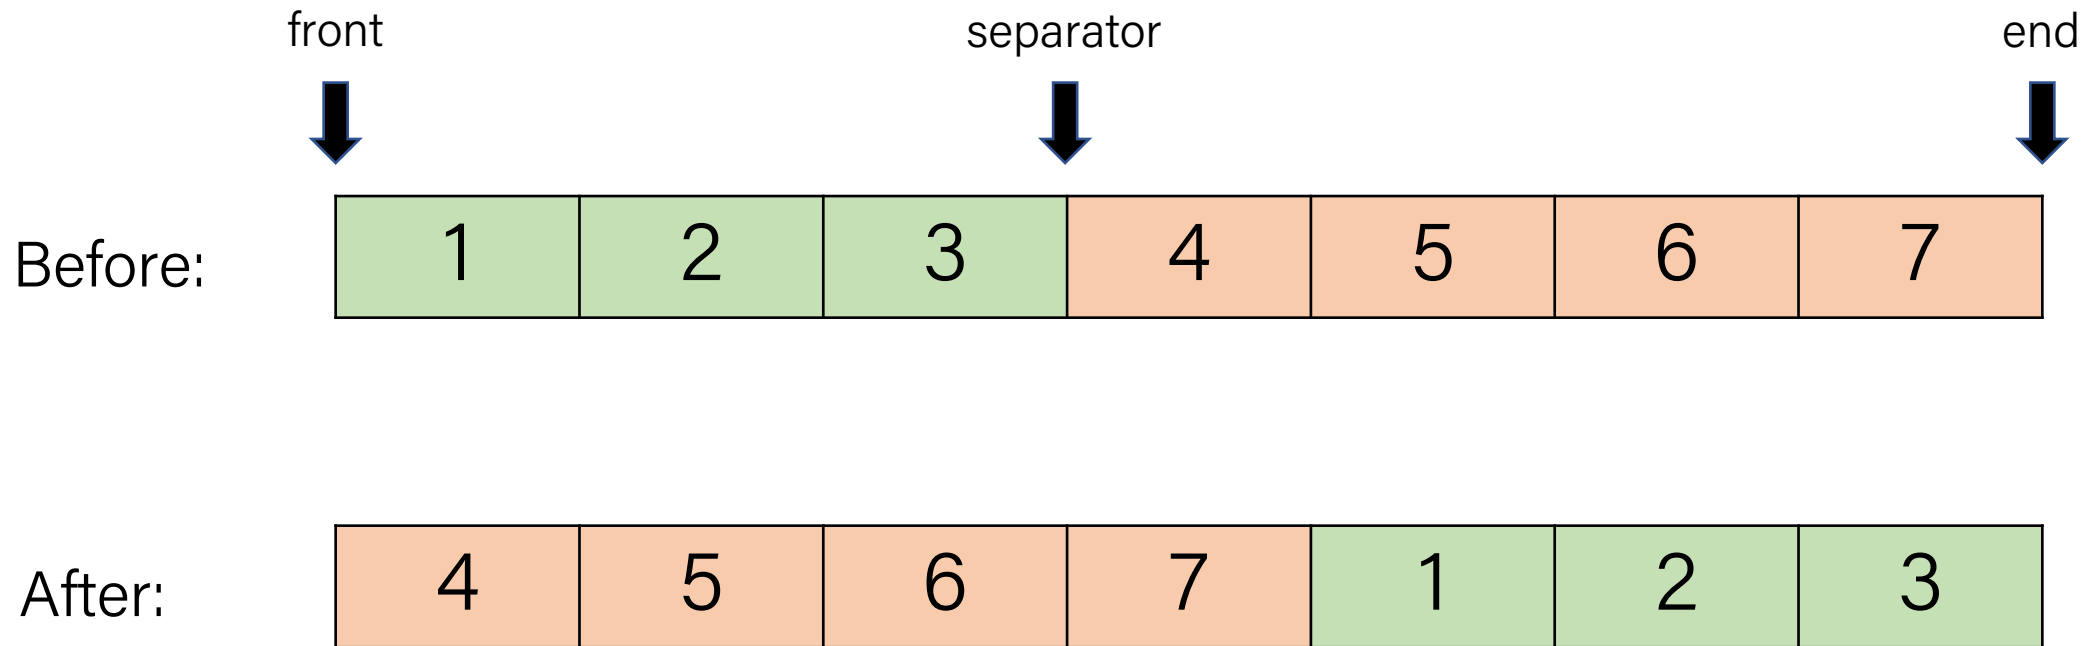 front separator end
Before: 1 2 3 4 5 6 7
After: 4 5 6 7 1 2 3